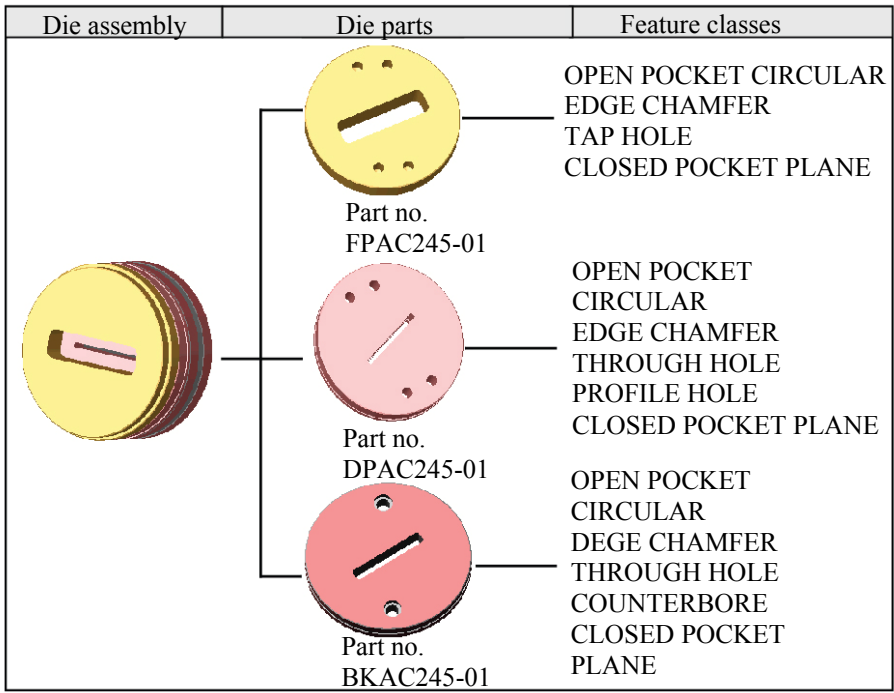 Die assembly
Die parts
Feature classes
OPEN POCKET CIRCULAR
EDGE CHAMFER
TAP HOLE
CLOSED POCKET PLANE
Part no.
FPAC245-01
OPEN POCKET
CIRCULAR
EDGE CHAMFER
THROUGH HOLE
PROFILE HOLE
CLOSED POCKET PLANE
Part no.
DPAC245-01
OPEN POCKET
CIRCULAR
DEGE CHAMFER
THROUGH HOLE
COUNTERBORE
CLOSED POCKET
PLANE
Part no.
BKAC245-01